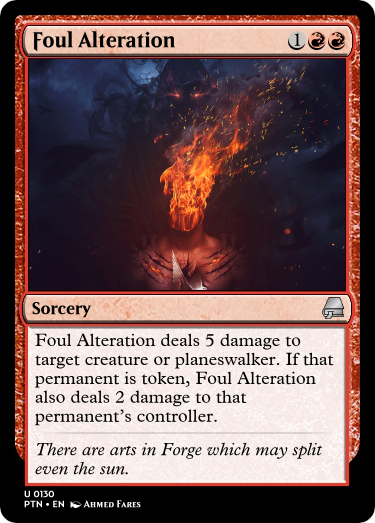 Foul Alteration 1
Sorcery
Foul Alteration deals 5 damage to
target creature or planeswalker. If that
permanent is token, Foul Alteration
also deals 2 damage to that
permanent's controller.
There are arts in Forge which may split
even the sun.
U 0130
PTN • EN Ahmed Fares